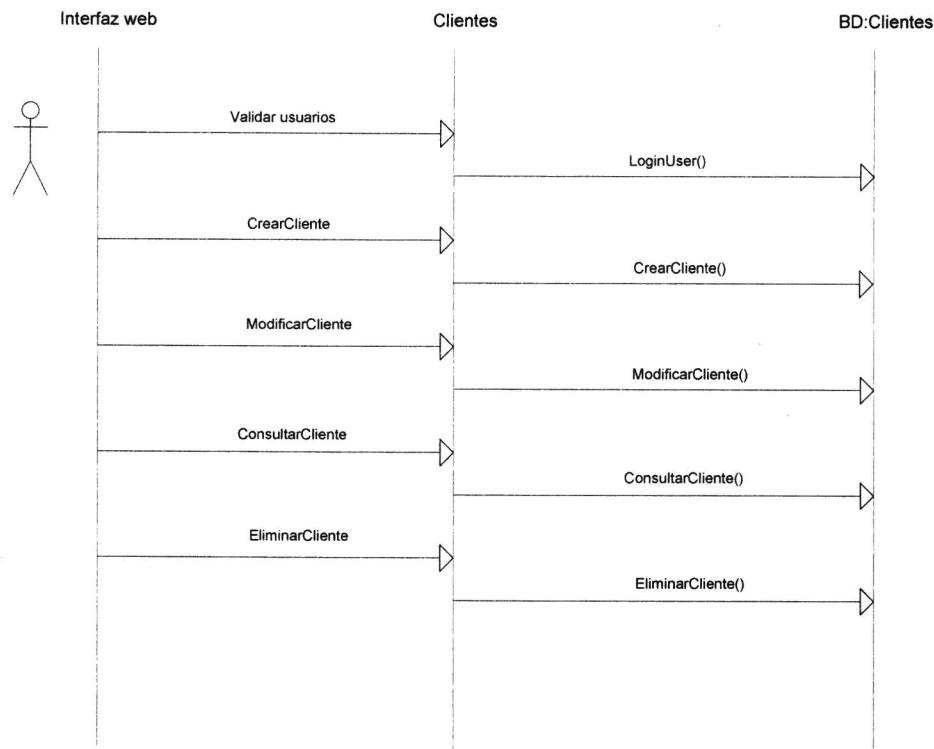 Interfaz web
Clientes
BD:Clientes
Validar usuarios
LoginUser()
CrearCliente
CrearCliente()
ModificarCliente
ModificarCliente()
ConsultarCliente
ConsultarCliente()
EliminarCliente
EliminarCliente()